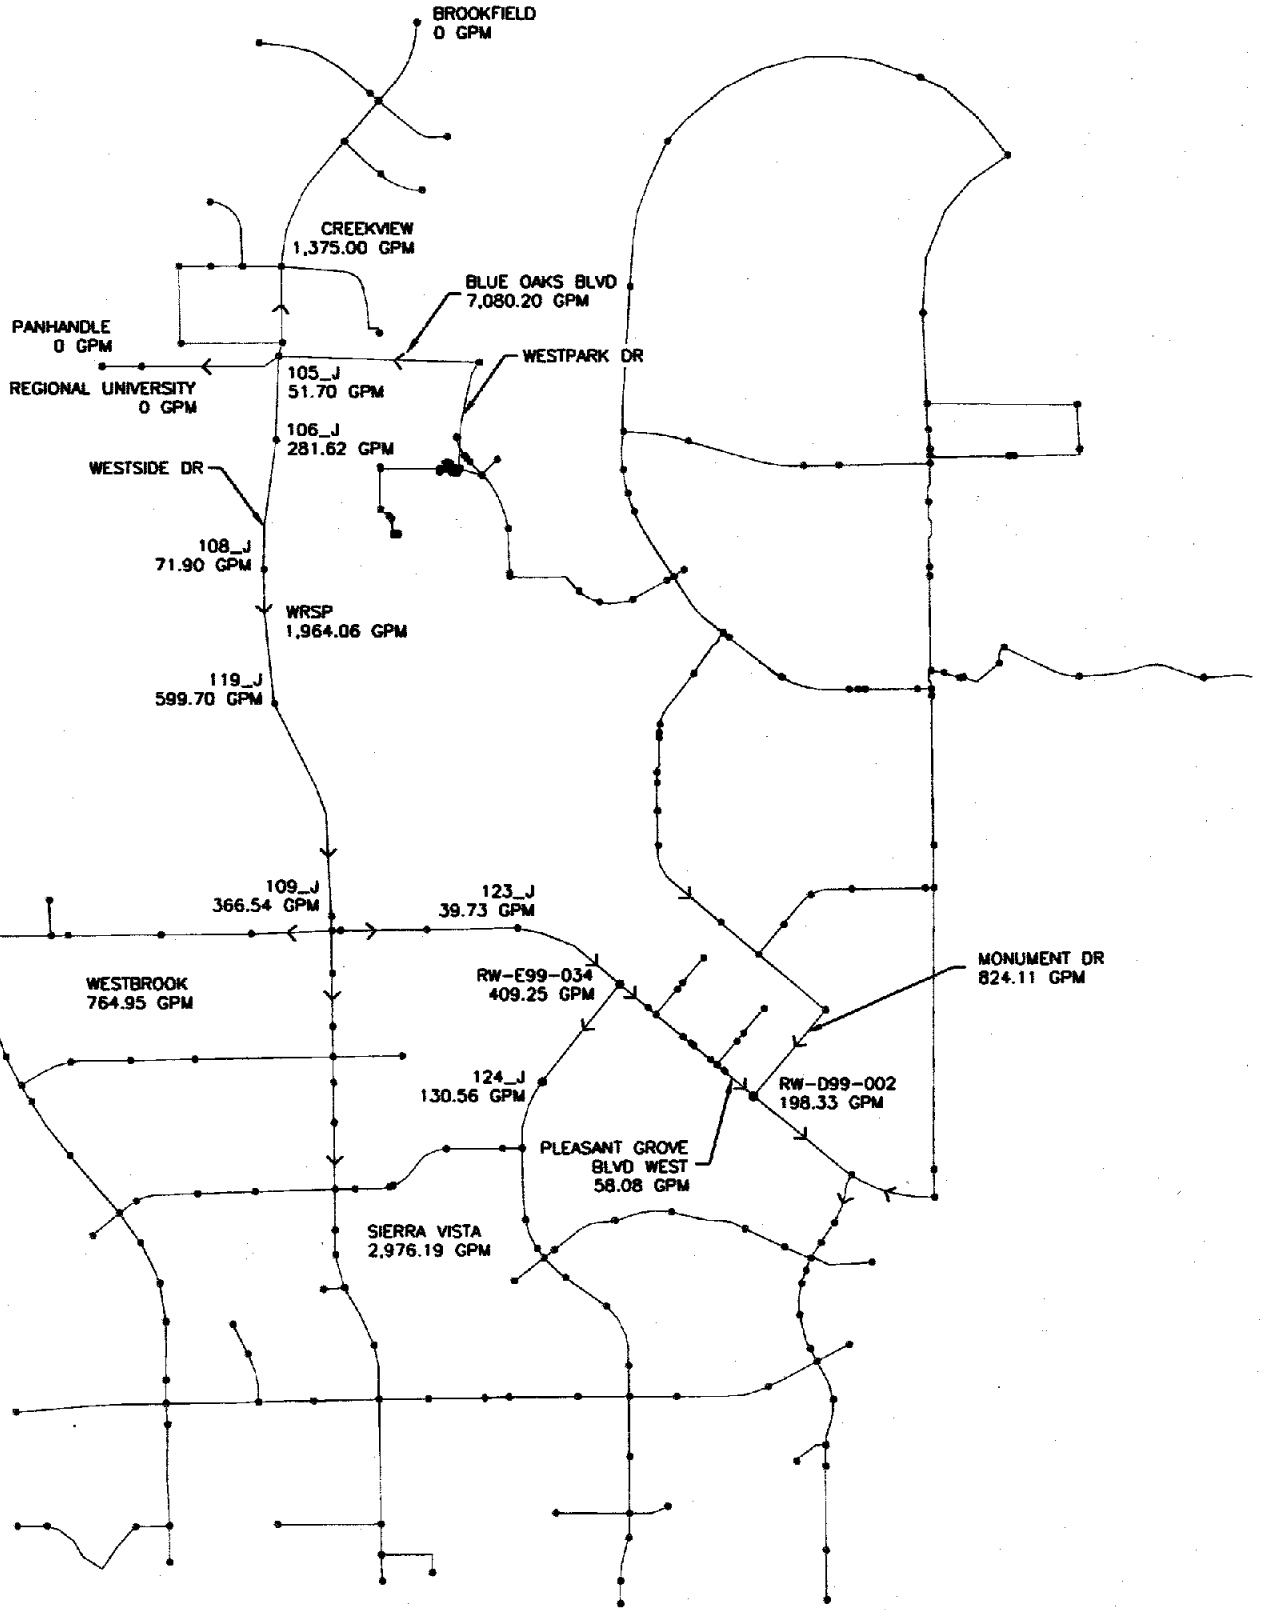 BROOKFIELD
0 GPM
CREEKVIEW
1,375.00 GPM
BLUE OAKS BLVD
7,080.20 GPM
PANHANDLE
0 GPM
WESTPARK DR
REGIONAL UNIVERSITY
0 GPM
105_J
51.70 GPM
106_J
281.62 GPM
WESTSIDE DR
108_J
71.90 GPM
WRSP
1,964.06 GPM
119_J
599.70 GPM
109_J
366.54 GPM
123_J
39.73 GPM
WESTBROOK
764.95 GPM
RW-E99-034
409.25 GPM
MONUMENT DR
824.11 GPM
124_J
130.56 GPM
RW-D99-002
198.33 GPM
PLEASANT GROVE
BLVD WEST
58.08 GPM
SIERRA VISTA
2,976.19 GPM